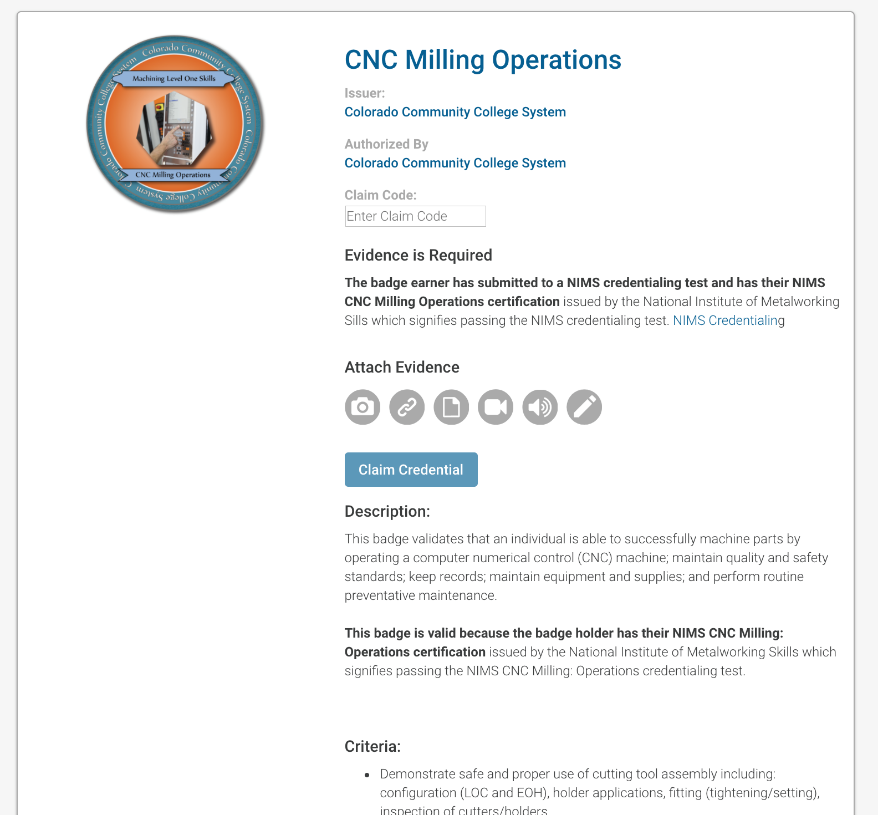 Colorado Community College System
Machining Level One Skills
CNC Milling Operations
Colorado Community College System
CNC Milling Operations
Issuer:
Colorado Community College System
Authorized By
Colorado Community College System
Claim Code:
Enter Claim Code
Evidence is Required
The badge earner has submitted to a NIMS credentialing test and has their NIMS
CNC Milling Operations certification issued by the National Institute of Metalworking
Sills which signifies passing the NIMS credentialing test. NIMS Credentialing
Attach Evidence
Claim Credential
Description:
This badge validates that an individual is able to successfully machine parts by
operating a computer numerical control (CNC) machine; maintain quality and safety
standards; keep records; maintain equipment and supplies; and perform routine
preventative maintenance.
This badge is valid because the badge holder has their NIMS CNC Milling:
Operations certification issued by the National Institute of Metalworking Skills which
signifies passing the NIMS CNC Milling: Operations credentialing test.
Criteria:
• Demonstrate safe and proper use of cutting tool assembly including:
configuration (LOC and EOH), holder applications, fitting (tightening/setting),
inspection of cutters/holders